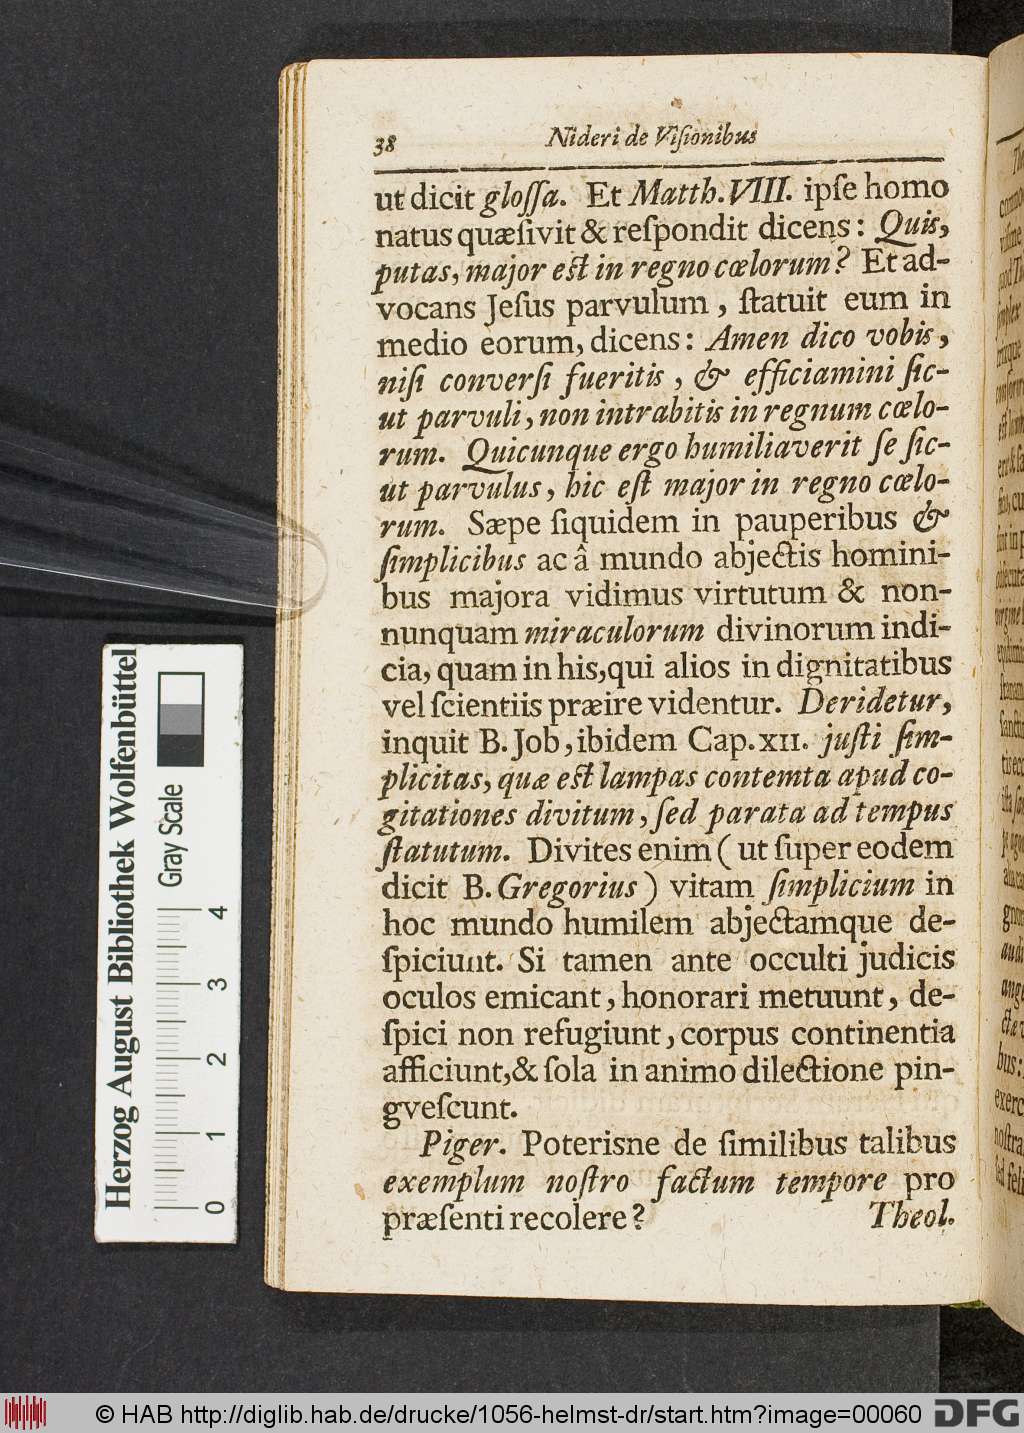 38 Nideri de Viſionibus
ut dicit gloſſa. Et Matth. VIII. ipſe homo
natus quæſivit & reſpondit dicens: Quis,
putas, major eſt in regno cœlorum? Et ad-
vocans Jeſus parvulum, ſtatuit eum in
medio eorum, dicens: Amen dico vobis,
niſi converſi fueritis, & efficiamini ſic-
ut parvuli, non intrabitis in regnum cœlo-
rum. Quicunque ergo humiliaverit ſe ſic-
ut parvulus, hic eſt major in regno cœlo-
rum. Sæpe ſiquidem in pauperibus &
ſimplicibus ac â mundo abjectis homini-
bus majora vidimus virtutum & non-
nunquam miraculorum divinorum indi-
cia, quam in his, qui alios in dignitatibus
vel ſcientiis præire videntur. Deridetur,
inquit B. Job, ibidem Cap. XII. juſti ſim-
plicitas, quæ eſt lampas contemta apud co-
gitationes divitum, ſed parata ad tempus
ſtatutum. Divites enim ( ut ſuper eodem
dicit B. Gregorius ) vitam ſimplicium in
hoc mundo humilem abjectamque de-
ſpiciunt. Si tamen ante occulti judicis
oculos emicant, honorari metuunt, de-
ſpici non refugiunt, corpus continentia
afficiunt, & ſola in animo dilectione pin-
gveſcunt.
Piger. Poterisne de ſimilibus talibus
exemplum noſtro factum tempore pro
præſenti recolere? Theol.
Herzog August Bibliothek Wolfenbüttel
Gray Scale
0 1 2 3 4
© HAB http://diglib.hab.de/drucke/1056-helmst-dr/start.htm?image=00060 DFG